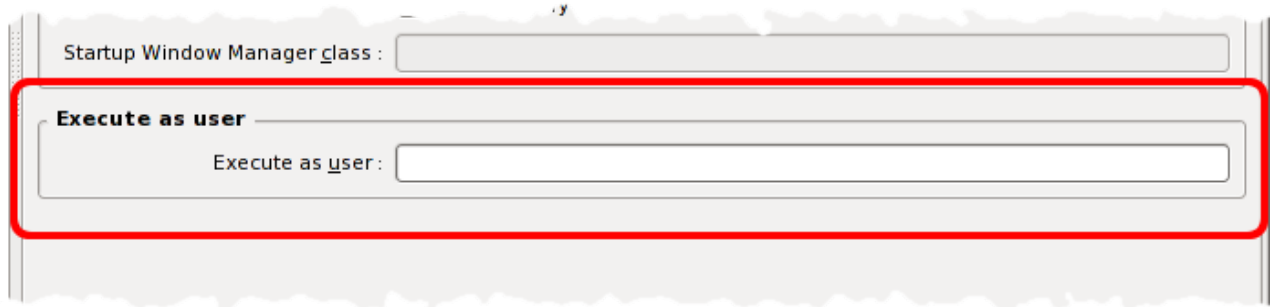 Startup Window Manager class :
Execute as user
Execute as user :